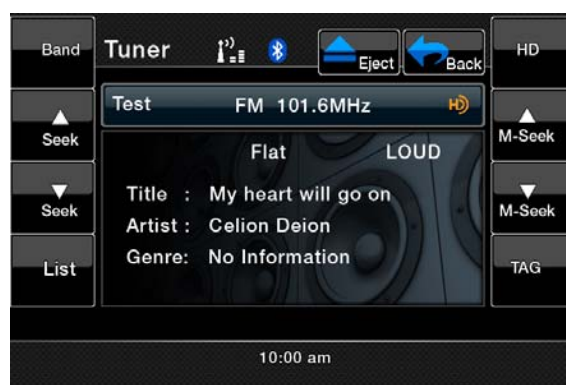 Band
Tuner
Eject
Back
HD
Test
FM 101.6MHz
HD
Seek
M-Seek
Flat
LOUD
Title : My heart will go on
Seek
M-Seek
Artist : Celion Deion
List
Genre: No Information
TAG
10:00 am